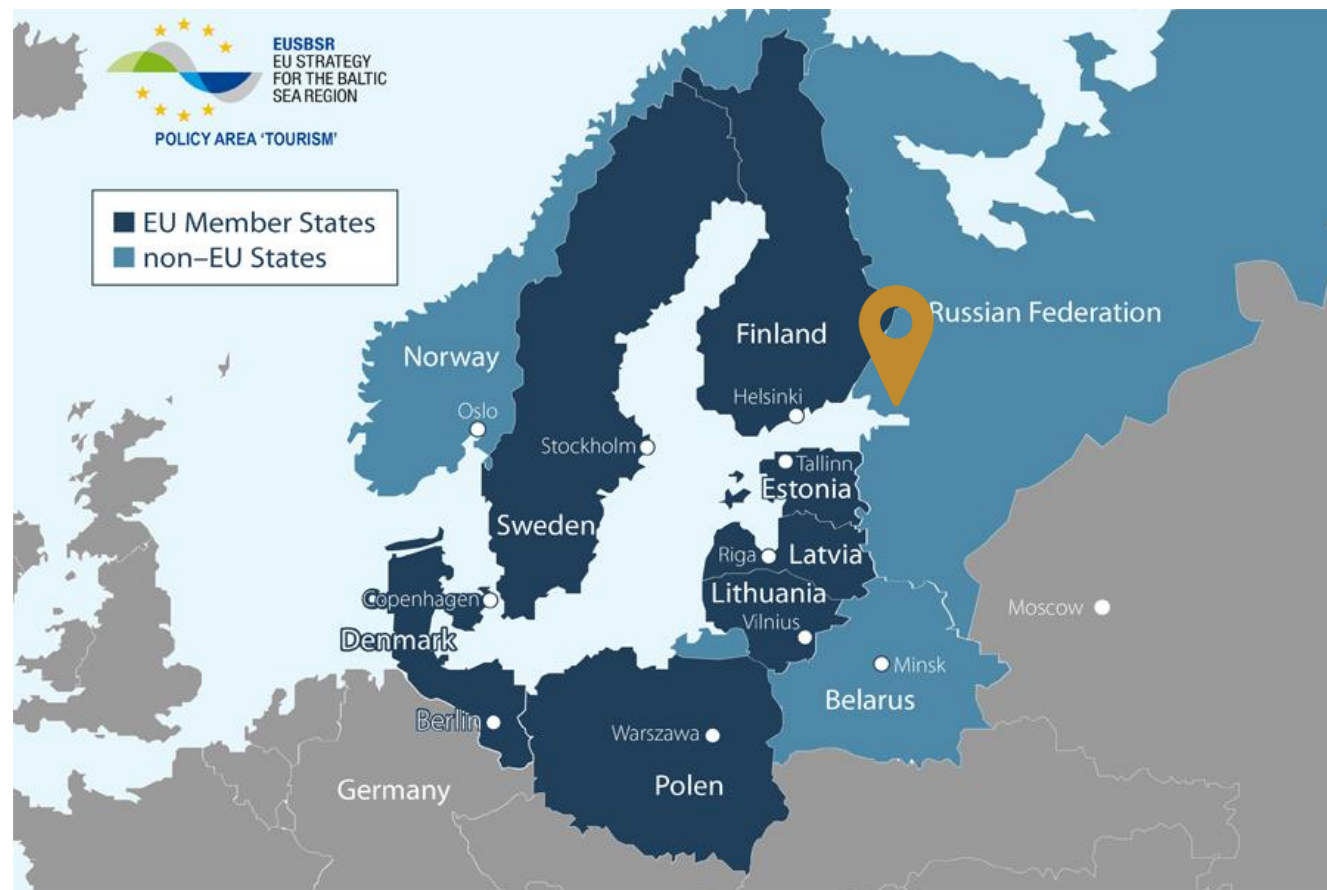 EUSBSR
EU STRATEGY
FOR THE BALTIC
SEA REGION
POLICY AREA 'TOURISM'
EU Member States
non–EU States
Russian Federation
Finland
Norway
Helsinki
Oslo
Stockholm
Tallinn
Estonia
Sweden
Riga
Latvia
Lithuania
Copenhagen
Moscow
Vilnius
Denmark
Minsk
Belarus
Berlin
Warszawa
Polen
Germany